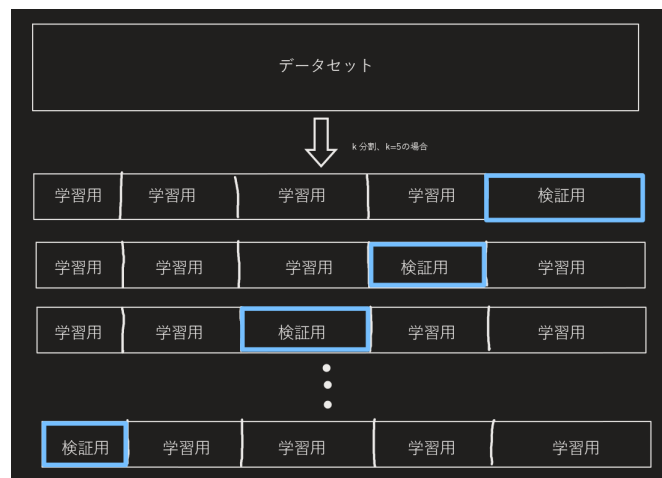 データセット
k 分割、k=5の場合
学習用 学習用 学習用 学習用 検証用
学習用 学習用 学習用 検証用 学習用
学習用 学習用 検証用 学習用 学習用
検証用 学習用 学習用 学習用 学習用